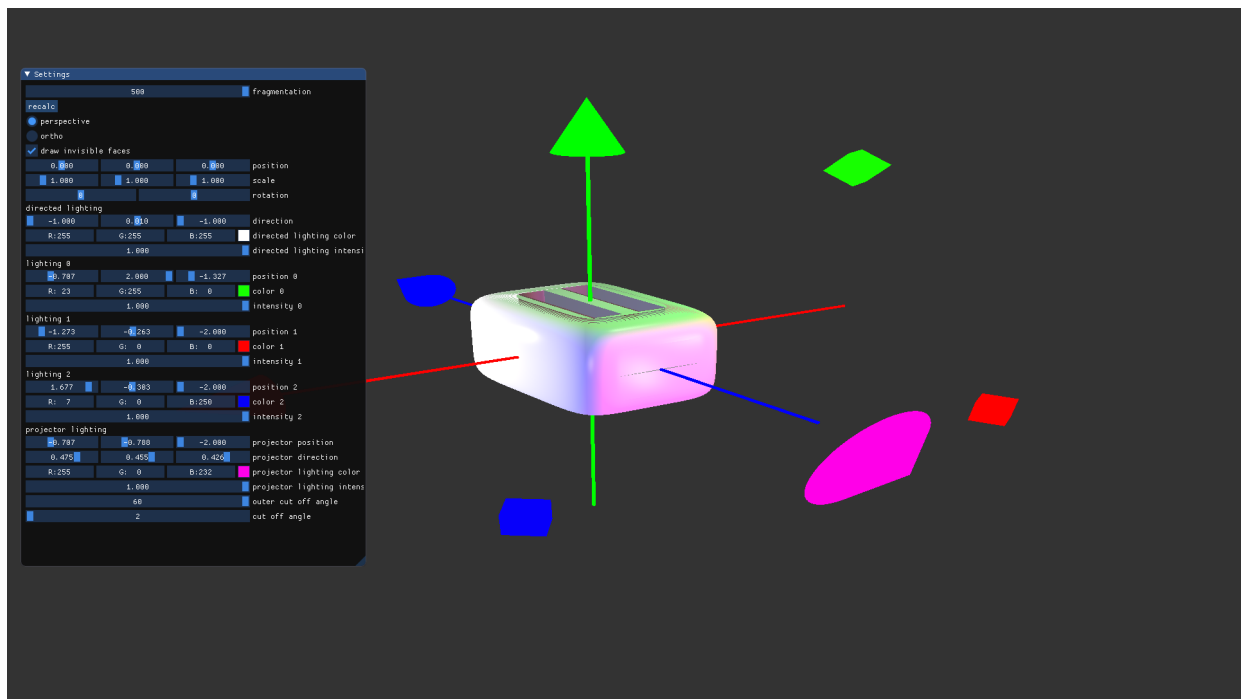 Settings
500 fragmentation
recalc
perspective
ortho
draw invisible faces
0.000 0.000 0.000 position
1.000 1.000 1.000 scale
0 0 rotation
directed lighting
-1.000 0.010 -1.000 direction
R:255 G:255 B:255 directed lighting color
1.000 directed lighting intensi
lighting 0
-0.707 2.000 -1.327 position 0
R: 23 G:255 B: 0 color 0
1.000 intensity 0
lighting 1
-1.273 -0.263 -2.000 position 1
R:255 G: 0 B: 0 color 1
1.000 intensity 1
lighting 2
1.677 -0.303 -2.000 position 2
R: 7 G: 0 B:250 color 2
1.000 intensity 2
projector lighting
-0.707 -0.788 -2.000 projector position
0.475 0.455 0.426 projector direction
R:255 G: 0 B:232 projector lighting color
1.000 projector lighting intens
60 outer cut off angle
2 cut off angle